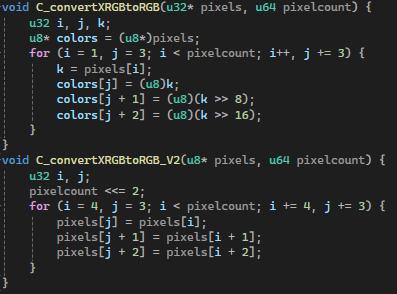 void C_convertXRGBtoRGB(u32* pixels, u64 pixelcount) {
    u32 i, j, k;
    u8* colors = (u8*)pixels;
    for (i = 1, j = 3; i < pixelcount; i++, j += 3) {
        k = pixels[i];
        colors[j] = (u8)k;
        colors[j + 1] = (u8)(k >> 8);
        colors[j + 2] = (u8)(k >> 16);
    }
}
void C_convertXRGBtoRGB_V2(u8* pixels, u64 pixelcount) {
    u32 i, j;
    pixelcount <<= 2;
    for (i = 4, j = 3; i < pixelcount; i += 4, j += 3) {
        pixels[j] = pixels[i];
        pixels[j + 1] = pixels[i + 1];
        pixels[j + 2] = pixels[i + 2];
    }
}